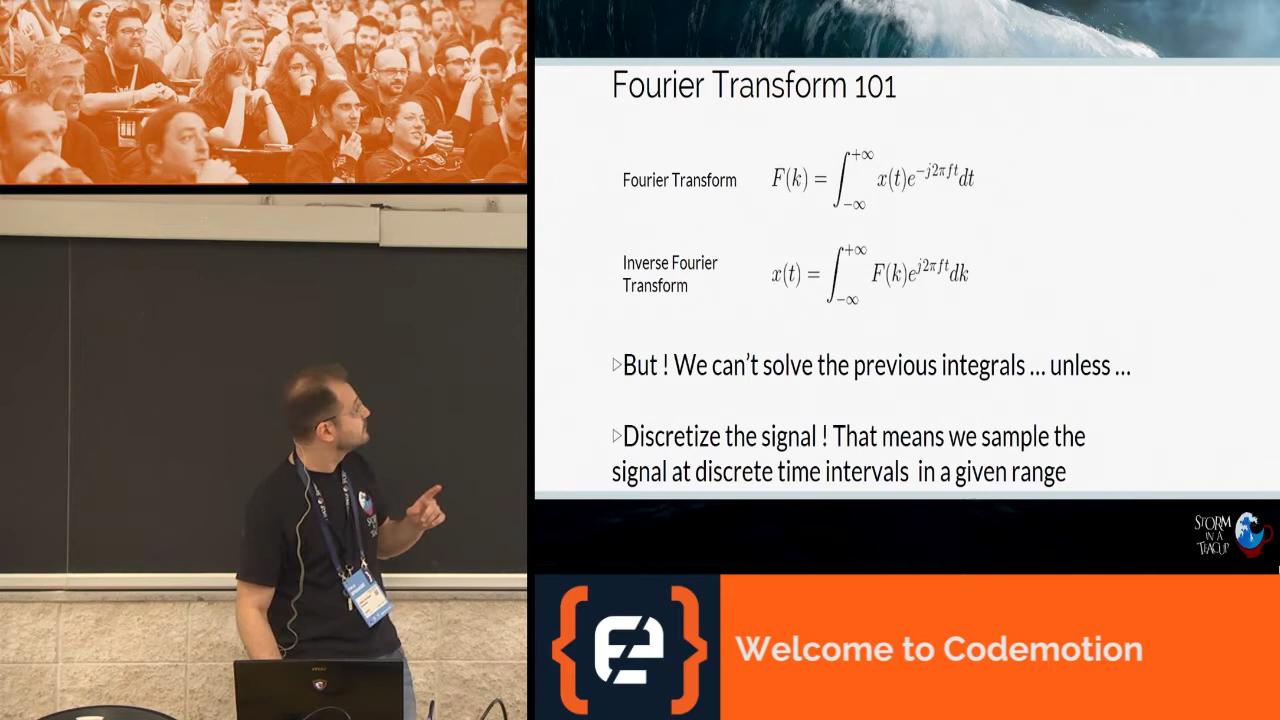 Fourier Transform 101
Fourier Transform
F(k) = ∫_{-∞}^{+∞} x(t)e^{-j2πft}dt
Inverse Fourier
Transform
x(t) = ∫_{-∞}^{+∞} F(k)e^{j2πft}dk
▷But ! We can't solve the previous integrals ... unless ...
▷Discretize the signal ! That means we sample the
signal at discrete time intervals in a given range
STORM
IN A
TEACUP
Welcome to Codemotion